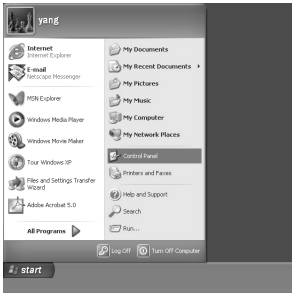 yang
Internet
Internet Explorer
E-mail
Netscape Messenger
MSN Explorer
Windows Media Player
Windows Movie Maker
Tour Windows XP
Files and Settings Transfer
Wizard
Adobe Acrobat 5.0
All Programs
My Documents
My Recent Documents
My Pictures
My Music
My Computer
My Network Places
Control Panel
Printers and Faxes
Help and Support
Search
Run...
Log Off
Turn Off Computer
start